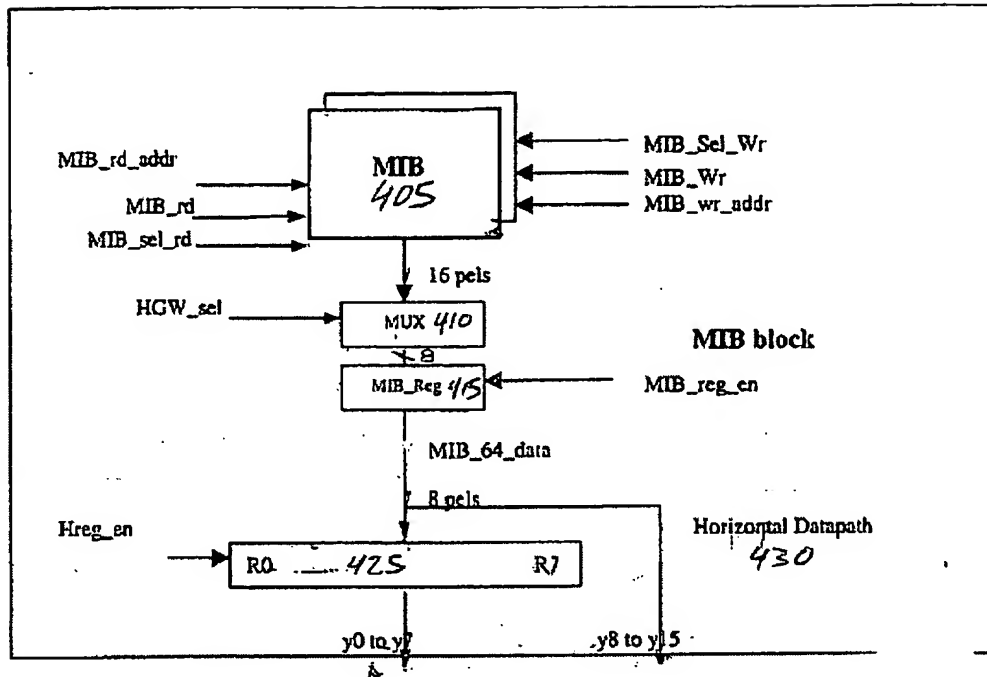 MIB_rd_addr
MIB_rd
MIB_sel_rd
MIB
405
MIB_Sel_Wr
MIB_Wr
MIB_wr_addr
16 pels
HGW_sel
MUX 410
8
MIB block
MIB_Reg 415
MIB_reg_en
MIB_64_data
8 pels
Hreg_en
Horizontal Datapath
430
R0 425 R7
y0 to y7
y8 to y15